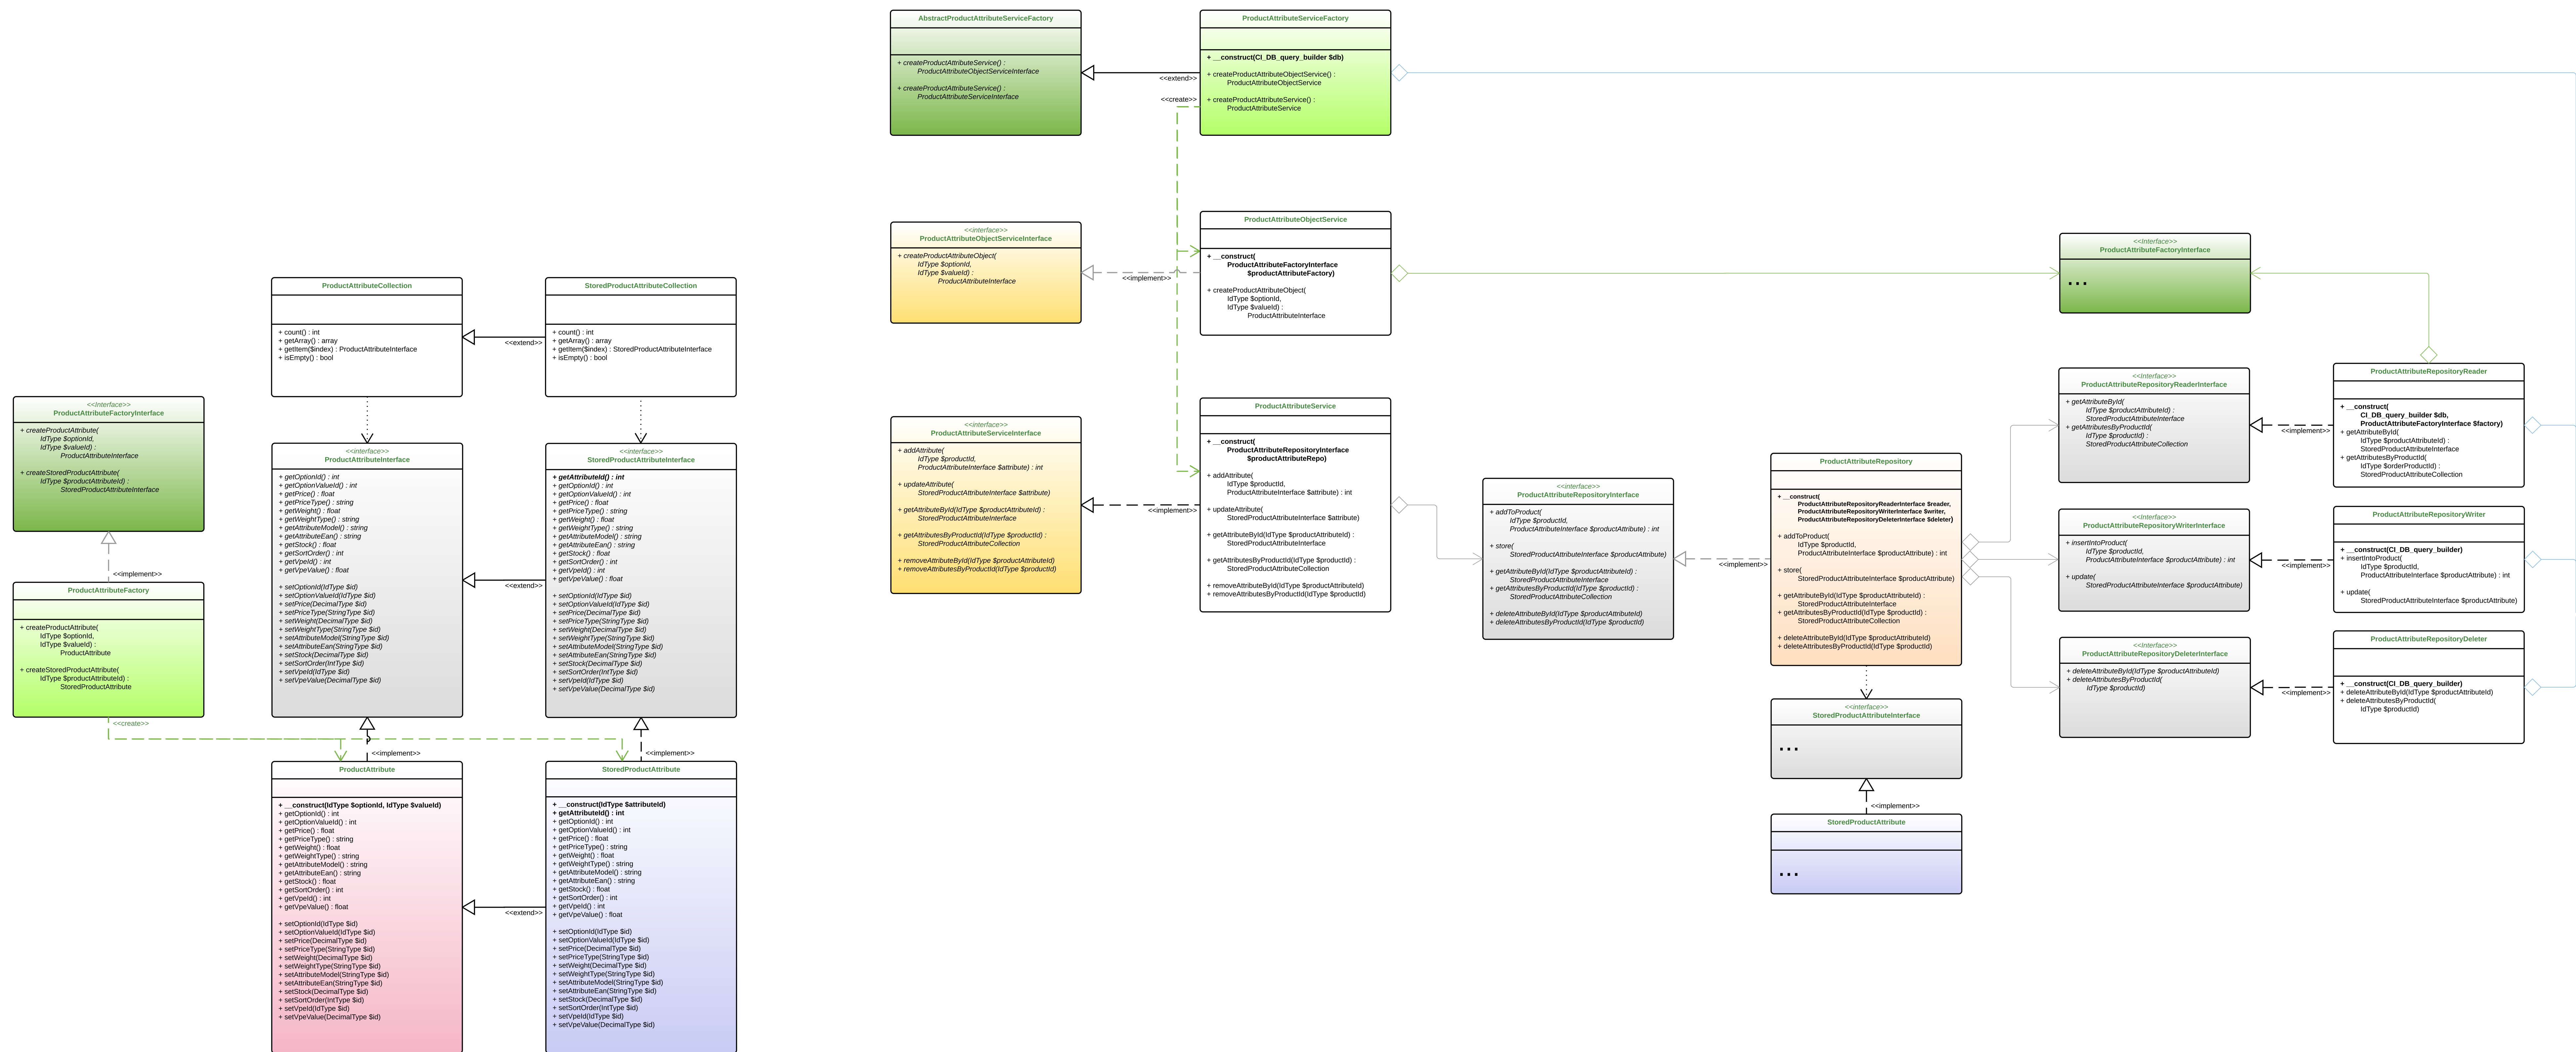 AbstractProductAttributeServiceFactory
+ createProductAttributeService() :
ProductAttributeObjectServiceInterface
+ createProductAttributeService() :
ProductAttributeServiceInterface
<<extend>>
<<create>>
ProductAttributeServiceFactory
+ __construct(CI_DB_query_builder $db)
+ createProductAttributeObjectService() :
ProductAttributeObjectService
+ createProductAttributeService() :
ProductAttributeService
<<interface>>
ProductAttributeObjectServiceInterface
+ createProductAttributeObject(
IdType $optionId,
IdType $valueId) :
ProductAttributeInterface
<<implement>>
ProductAttributeObjectService
+ __construct(
ProductAttributeFactoryInterface
$productAttributeFactory)
+ createProductAttributeObject(
IdType $optionId,
IdType $valueId) :
ProductAttributeInterface
<<Interface>>
ProductAttributeFactoryInterface
...
ProductAttributeCollection
+ count() : int
+ getArray() : array
+ getItem($index) : ProductAttributeInterface
+ isEmpty() : bool
<<extend>>
StoredProductAttributeCollection
+ count() : int
+ getArray() : array
+ getItem($index) : StoredProductAttributeInterface
+ isEmpty() : bool
<<Interface>>
ProductAttributeFactoryInterface
+ createProductAttribute(
IdType $optionId,
IdType $valueId) :
ProductAttributeInterface
+ createStoredProductAttribute(
IdType $productAttributeId) :
StoredProductAttributeInterface
<<implement>>
ProductAttributeFactory
+ createProductAttribute(
IdType $optionId,
IdType $valueId) :
ProductAttribute
+ createStoredProductAttribute(
IdType $productAttributeId) :
StoredProductAttribute
<<create>>
<<interface>>
ProductAttributeInterface
+ getOptionId() : int
+ getOptionValueId() : int
+ getPrice() : float
+ getPriceType() : string
+ getWeight() : float
+ getWeightType() : string
+ getAttributeModel() : string
+ getAttributeEan() : string
+ getStock() : float
+ getSortOrder() : int
+ getVpeId() : int
+ getVpeValue() : float
+ setOptionId(IdType $id)
+ setOptionValueId(IdType $id)
+ setPrice(DecimalType $id)
+ setPriceType(StringType $id)
+ setWeight(DecimalType $id)
+ setWeightType(StringType $id)
+ setAttributeModel(StringType $id)
+ setAttributeEan(StringType $id)
+ setStock(DecimalType $id)
+ setSortOrder(IntType $id)
+ setVpeId(IdType $id)
+ setVpeValue(DecimalType $id)
<<extend>>
<<implement>>
<<interface>>
StoredProductAttributeInterface
+ getAttributeId() : int
+ getOptionId() : int
+ getOptionValueId() : int
+ getPrice() : float
+ getPriceType() : string
+ getWeight() : float
+ getWeightType() : string
+ getAttributeModel() : string
+ getAttributeEan() : string
+ getStock() : float
+ getSortOrder() : int
+ getVpeId() : int
+ getVpeValue() : float
+ setOptionId(IdType $id)
+ setOptionValueId(IdType $id)
+ setPrice(DecimalType $id)
+ setPriceType(StringType $id)
+ setWeight(DecimalType $id)
+ setWeightType(StringType $id)
+ setAttributeModel(StringType $id)
+ setAttributeEan(StringType $id)
+ setStock(DecimalType $id)
+ setSortOrder(IntType $id)
+ setVpeId(IdType $id)
+ setVpeValue(DecimalType $id)
<<implement>>
ProductAttribute
+ __construct(IdType $optionId, IdType $valueId)
+ getOptionId() : int
+ getOptionValueId() : int
+ getPrice() : float
+ getPriceType() : string
+ getWeight() : float
+ getWeightType() : string
+ getAttributeModel() : string
+ getAttributeEan() : string
+ getStock() : float
+ getSortOrder() : int
+ getVpeId() : int
+ getVpeValue() : float
+ setOptionId(IdType $id)
+ setOptionValueId(IdType $id)
+ setPrice(DecimalType $id)
+ setPriceType(StringType $id)
+ setWeight(DecimalType $id)
+ setWeightType(StringType $id)
+ setAttributeModel(StringType $id)
+ setAttributeEan(StringType $id)
+ setStock(DecimalType $id)
+ setSortOrder(IntType $id)
+ setVpeId(IdType $id)
+ setVpeValue(DecimalType $id)
<<extend>>
StoredProductAttribute
+ __construct(IdType $attributeId)
+ getAttributeId() : int
+ getOptionId() : int
+ getOptionValueId() : int
+ getPrice() : float
+ getPriceType() : string
+ getWeight() : float
+ getWeightType() : string
+ getAttributeModel() : string
+ getAttributeEan() : string
+ getStock() : float
+ getSortOrder() : int
+ getVpeId() : int
+ getVpeValue() : float
+ setOptionId(IdType $id)
+ setOptionValueId(IdType $id)
+ setPrice(DecimalType $id)
+ setPriceType(StringType $id)
+ setWeight(DecimalType $id)
+ setWeightType(StringType $id)
+ setAttributeModel(StringType $id)
+ setAttributeEan(StringType $id)
+ setStock(DecimalType $id)
+ setSortOrder(IntType $id)
+ setVpeId(IdType $id)
+ setVpeValue(DecimalType $id)
<<interface>>
ProductAttributeServiceInterface
+ addAttribute(
IdType $productId,
ProductAttributeInterface $attribute) : int
+ updateAttribute(
StoredProductAttributeInterface $attribute)
+ getAttributeById(IdType $productAttributeId) :
StoredProductAttributeInterface
+ getAttributesByProductId(IdType $productId) :
StoredProductAttributeCollection
+ removeAttributeById(IdType $productAttributeId)
+ removeAttributesByProductId(IdType $productId)
<<implement>>
ProductAttributeService
+ __construct(
ProductAttributeRepositoryInterface
$productAttributeRepo)
+ addAttribute(
IdType $productId,
ProductAttributeInterface $attribute) : int
+ updateAttribute(
StoredProductAttributeInterface $attribute)
+ getAttributeById(IdType $productAttributeId) :
StoredProductAttributeInterface
+ getAttributesByProductId(IdType $productId) :
StoredProductAttributeCollection
+ removeAttributeById(IdType $productAttributeId)
+ removeAttributesByProductId(IdType $productId)
<<interface>>
ProductAttributeRepositoryInterface
+ addToProduct(
IdType $productId,
ProductAttributeInterface $productAttribute) : int
+ store(
StoredProductAttributeInterface $productAttribute)
+ getAttributeById(IdType $productAttributeId) :
StoredProductAttributeInterface
+ getAttributesByProductId(IdType $productId) :
StoredProductAttributeCollection
+ deleteAttributeById(IdType $productAttributeId)
+ deleteAttributesByProductId(IdType $productId)
<<implement>>
ProductAttributeRepository
+ __construct(
ProductAttributeRepositoryReaderInterface $reader,
ProductAttributeRepositoryWriterInterface $writer,
ProductAttributeRepositoryDeleterInterface $deleter)
+ addToProduct(
IdType $productId,
ProductAttributeInterface $productAttribute) : int
+ store(
StoredProductAttributeInterface $productAttribute)
+ getAttributeById(IdType $productAttributeId) :
StoredProductAttributeInterface
+ getAttributesByProductId(IdType $productId) :
StoredProductAttributeCollection
+ deleteAttributeById(IdType $productAttributeId)
+ deleteAttributesByProductId(IdType $productId)
<<interface>>
StoredProductAttributeInterface
...
<<implement>>
StoredProductAttribute
...
<<Interface>>
ProductAttributeRepositoryReaderInterface
+ getAttributeById(
IdType $productAttributeId) :
StoredProductAttributeInterface
+ getAttributesByProductId(
IdType $productId) :
StoredProductAttributeCollection
<<implement>>
ProductAttributeRepositoryReader
+ __construct(
CI_DB_query_builder $db,
ProductAttributeFactoryInterface $factory)
+ getAttributeById(
IdType $productAttributeId) :
StoredProductAttributeInterface
+ getAttributesByProductId(
IdType $orderProductId) :
StoredProductAttributeCollection
<<Interface>>
ProductAttributeRepositoryWriterInterface
+ insertIntoProduct(
IdType $productId,
ProductAttributeInterface $productAttribute) : int
+ update(
StoredProductAttributeInterface $productAttribute)
<<implement>>
ProductAttributeRepositoryWriter
+ __construct(CI_DB_query_builder)
+ insertIntoProduct(
IdType $productId,
ProductAttributeInterface $productAttribute) : int
+ update(
StoredProductAttributeInterface $productAttribute)
<<Interface>>
ProductAttributeRepositoryDeleterInterface
+ deleteAttributeById(IdType $productAttributeId)
+ deleteAttributesByProductId(
IdType $productId)
<<implement>>
ProductAttributeRepositoryDeleter
+ __construct(CI_DB_query_builder)
+ deleteAttributeById(IdType $productAttributeId)
+ deleteAttributesByProductId(
IdType $productId)